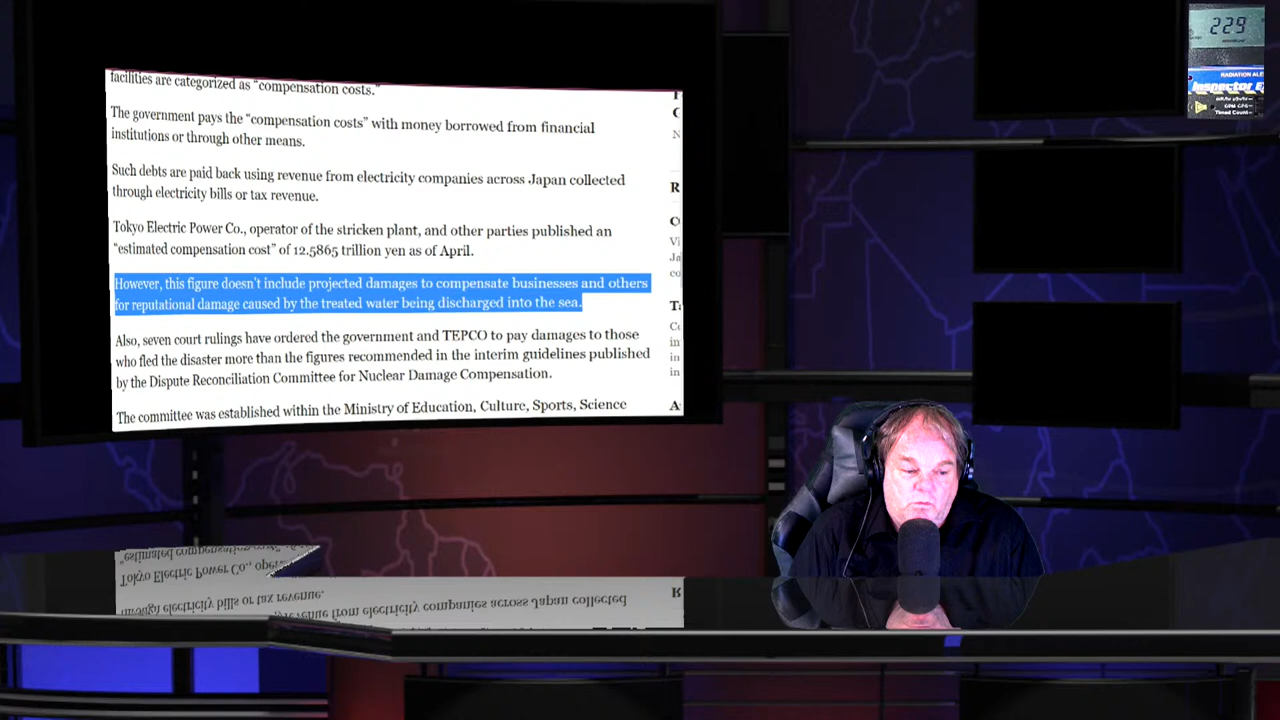 facilities are categorized as “compensation costs.”
The government pays the “compensation costs” with money borrowed from financial
institutions or through other means.
Such debts are paid back using revenue from electricity companies across Japan collected
through electricity bills or tax revenue.
Tokyo Electric Power Co., operator of the stricken plant, and other parties published an
“estimated compensation cost” of 12.5865 trillion yen as of April.
However, this figure doesn’t include projected damages to compensate businesses and others
for reputational damage caused by the treated water being discharged into the sea.
Also, seven court rulings have ordered the government and TEPCO to pay damages to those
who fled the disaster more than the figures recommended in the interim guidelines published
by the Dispute Reconciliation Committee for Nuclear Damage Compensation.
The committee was established within the Ministry of Education, Culture, Sports, Science
229
RADIATION ALE
Inspector E
Timed Count